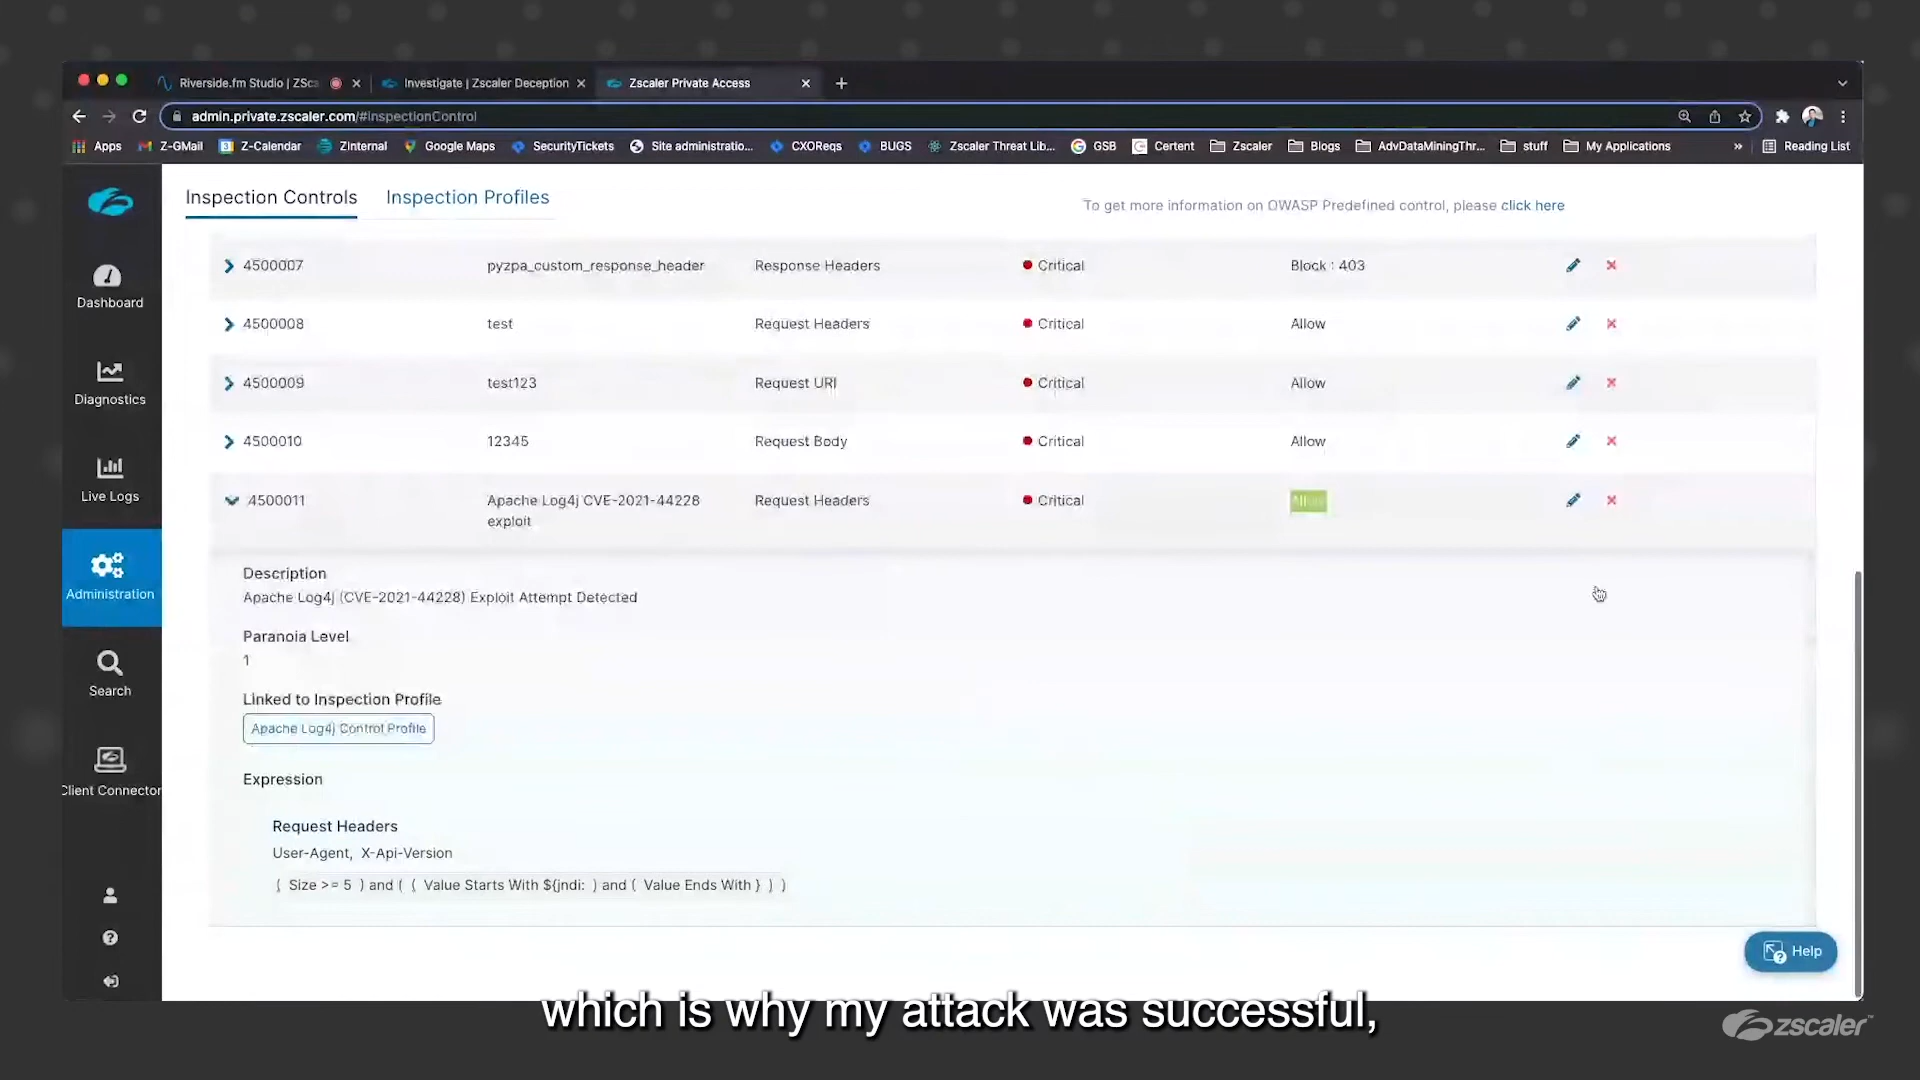 Riverside.fm Studio | ZSca
Investigate | Zscaler Deception
Zscaler Private Access
admin.private.zscaler.com/#InspectionControl
Apps
Z-GMail
Z-Calendar
ZInternal
Google Maps
SecurityTickets
Site administratio...
CXOReqs
BUGS
Zscaler Threat Lib...
GSB
Certent
Zscaler
Blogs
AdvDataMiningThr...
stuff
My Applications
»
Reading List
Inspection Controls
Inspection Profiles
To get more information on OWASP Predefined control, please click here
4500007 pyzpa_custom_response_header Response Headers Critical Block : 403
4500008 test Request Headers Critical Allow
4500009 test123 Request URI Critical Allow
4500010 12345 Request Body Critical Allow
4500011 Apache Log4j CVE-2021-44228 Request Headers Critical
exploit
Description
Apache Log4j (CVE-2021-44228) Exploit Attempt Detected
Paranoia Level
1
Linked to Inspection Profile
Apache Log4j Control Profile
Expression
Request Headers
User-Agent, X-Api-Version
( Size >= 5 ) and ( ( Value Starts With ${jndi: ) and ( Value Ends With } ) )
Dashboard
Diagnostics
Live Logs
Administration
Search
Client Connector
Help
which is why my attack was successful,
zscaler™